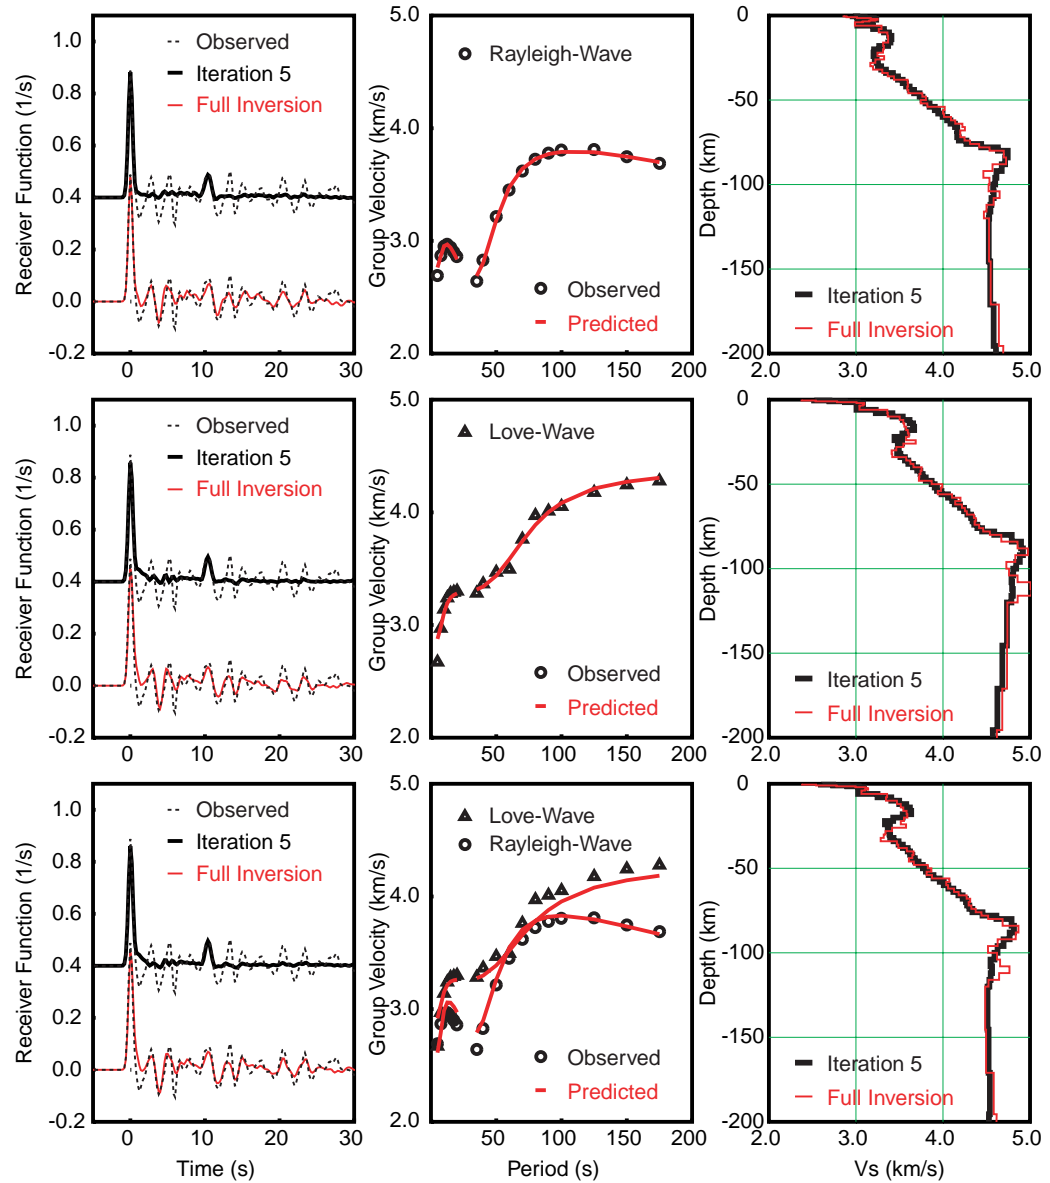 Receiver Function (1/s)
1.0
0.8
0.6
0.4
0.2
0.0
-0.2
Observed
Iteration 5
Full Inversion
0 10 20 30
Group Velocity (km/s)
5.0
4.0
3.0
2.0
Rayleigh-Wave
Observed
Predicted
50 100 150 200
Depth (km)
0
-50
-100
-150
-200
Iteration 5
Full Inversion
2.0 3.0 4.0 5.0
Receiver Function (1/s)
1.0
0.8
0.6
0.4
0.2
0.0
-0.2
Observed
Iteration 5
Full Inversion
0 10 20 30
Group Velocity (km/s)
5.0
4.0
3.0
2.0
Love-Wave
Observed
Predicted
50 100 150 200
Depth (km)
0
-50
-100
-150
-200
Iteration 5
Full Inversion
2.0 3.0 4.0 5.0
Receiver Function (1/s)
1.0
0.8
0.6
0.4
0.2
0.0
-0.2
Observed
Iteration 5
Full Inversion
0 10 20 30
Time (s)
Group Velocity (km/s)
5.0
4.0
3.0
2.0
Love-Wave
Rayleigh-Wave
Observed
Predicted
50 100 150 200
Period (s)
Depth (km)
0
-50
-100
-150
-200
Iteration 5
Full Inversion
2.0 3.0 4.0 5.0
Vs (km/s)